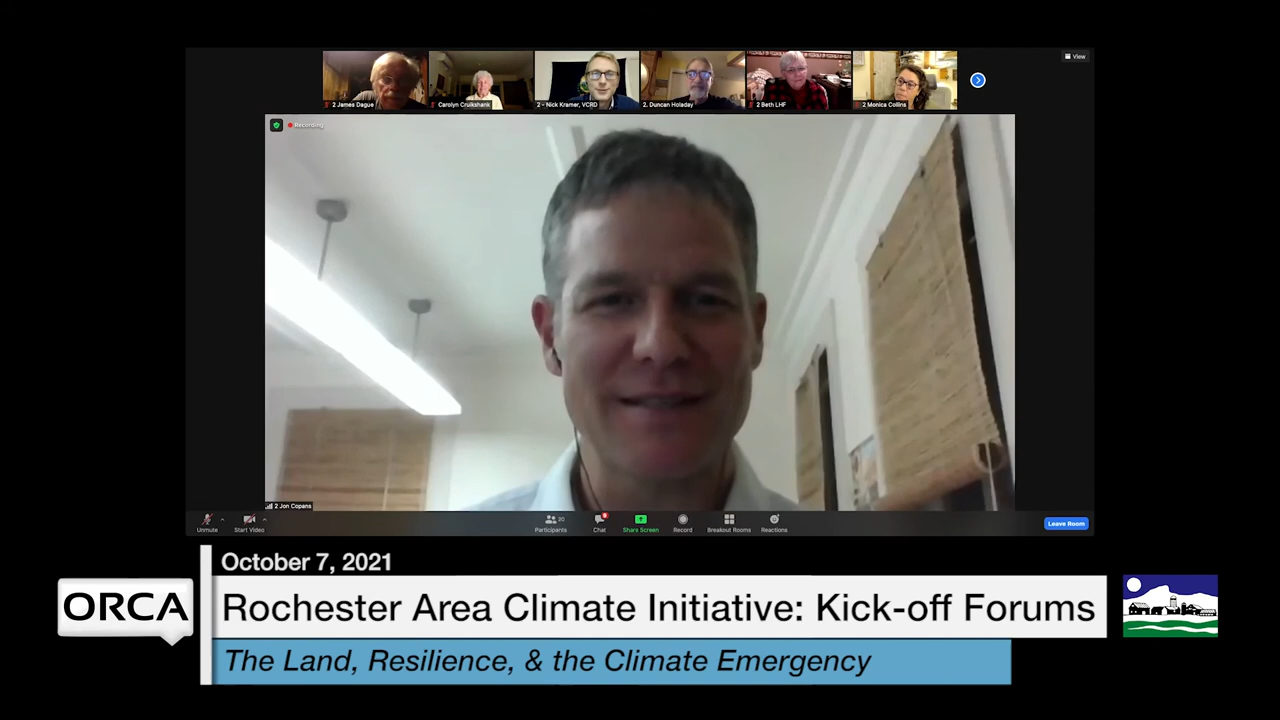 View
2 James Dague
Carolyn Cruikshank
2 - Nick Kramer, VCRD
2. Duncan Holaday
2 Beth LHF
2 Monica Collins
Recording
2 Jon Copans
Unmute
Start Video
Participants
20
Chat
Share Screen
Record
Breakout Rooms
Reactions
Leave Room
October 7, 2021
ORCA
Rochester Area Climate Initiative: Kick-off Forums
The Land, Resilience, & the Climate Emergency